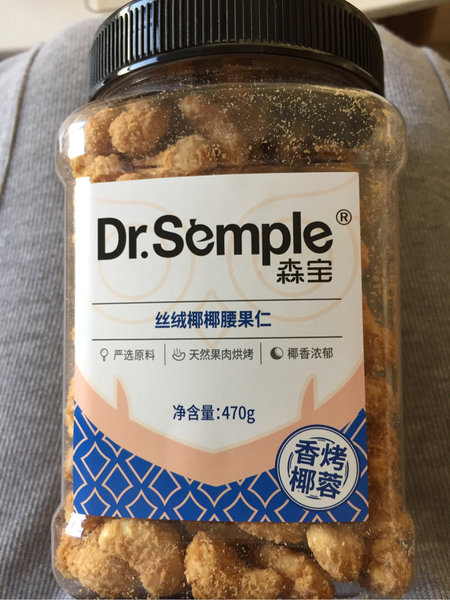 Dr.Semple®
森宝
丝绒椰椰腰果仁
严选原料 天然果肉烘烤 椰香浓郁
净含量:470g
香烤
椰蓉